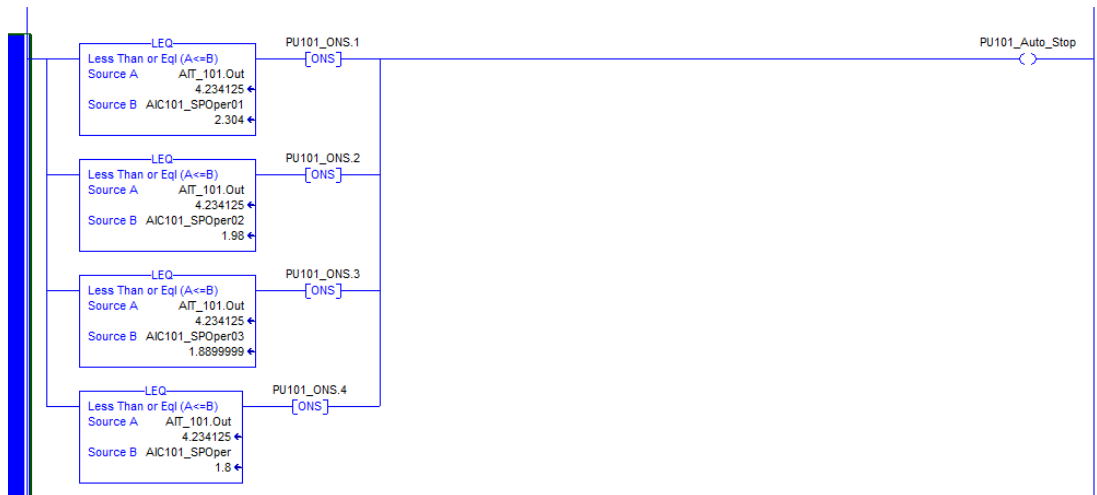 LEQ
Less Than or Eql (A<=B)
Source A AIT_101.Out
4.234125
Source B AIC101_SPOper01
2.304
PU101_ONS.1
ONS
PU101_Auto_Stop
LEQ
Less Than or Eql (A<=B)
Source A AIT_101.Out
4.234125
Source B AIC101_SPOper02
1.98
PU101_ONS.2
ONS
LEQ
Less Than or Eql (A<=B)
Source A AIT_101.Out
4.234125
Source B AIC101_SPOper03
1.8899999
PU101_ONS.3
ONS
LEQ
Less Than or Eql (A<=B)
Source A AIT_101.Out
4.234125
Source B AIC101_SPOper
1.8
PU101_ONS.4
ONS